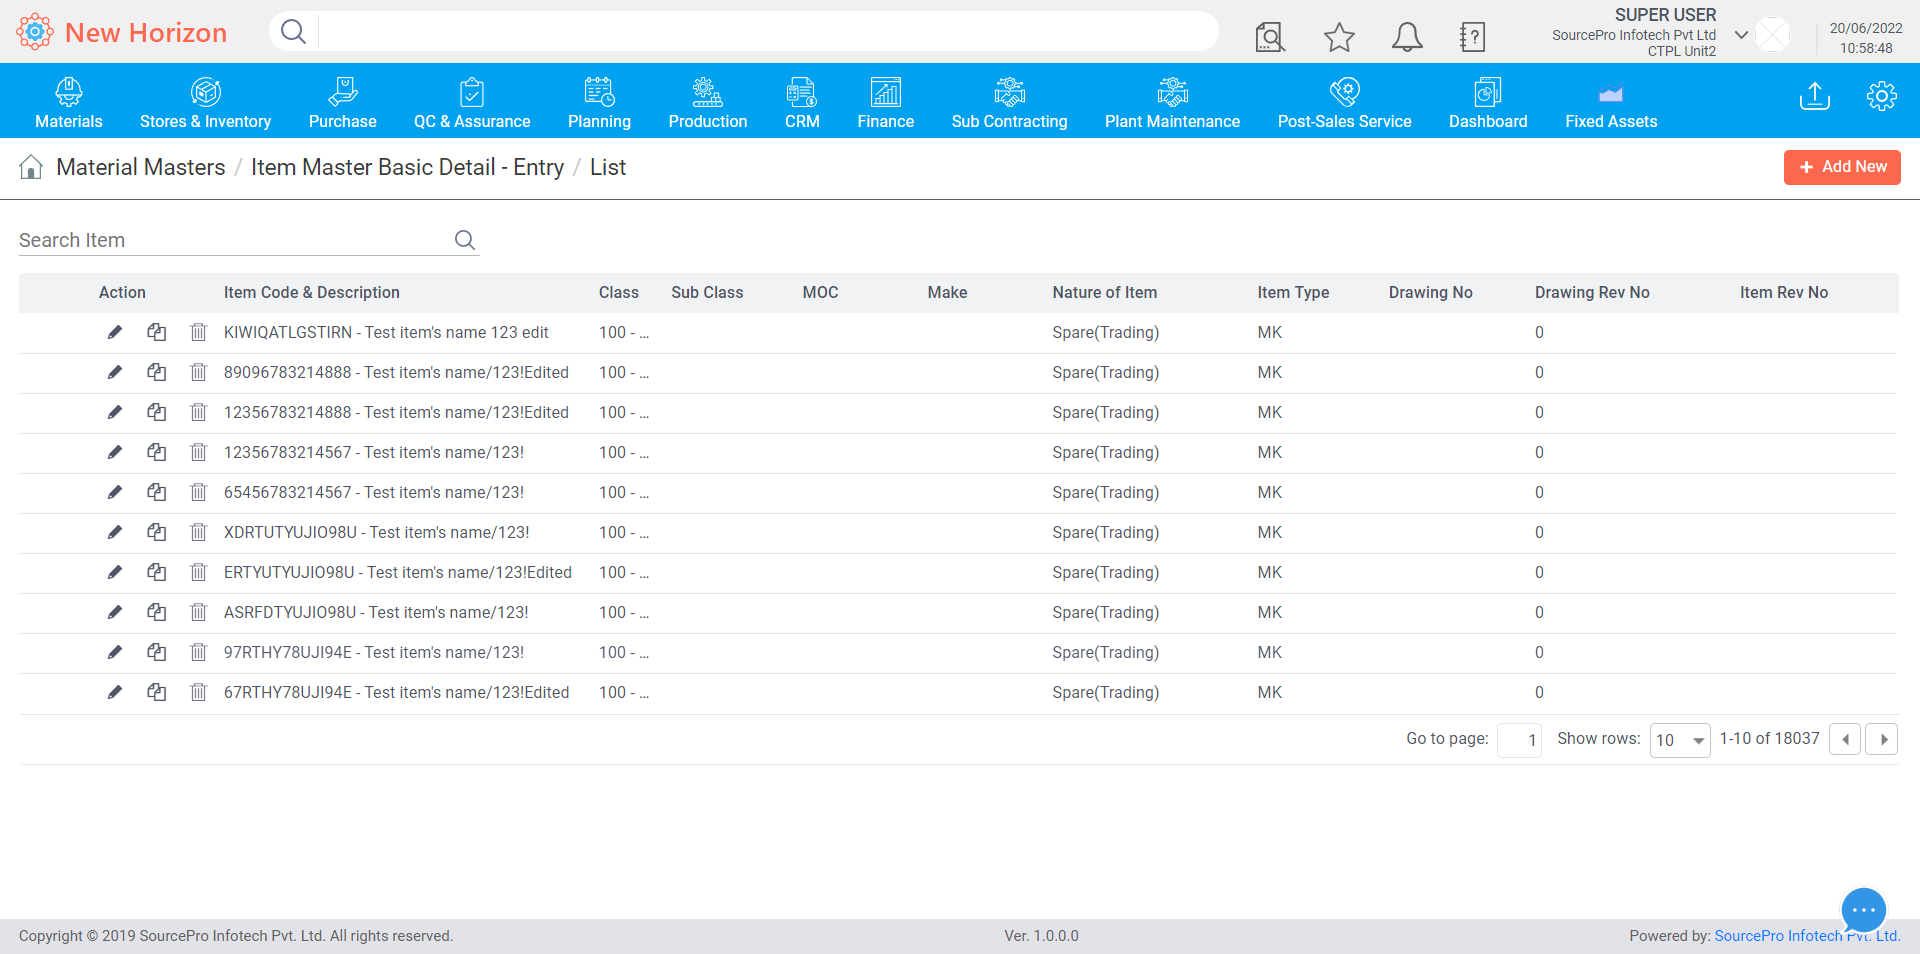 New Horizon
SUPER USER
SourcePro Infotech Pvt Ltd
CTPL Unit2
20/06/2022
10:58:48
Materials Stores & Inventory Purchase QC & Assurance Planning Production CRM Finance Sub Contracting Plant Maintenance Post-Sales Service Dashboard Fixed Assets
Material Masters / Item Master Basic Detail - Entry / List
+ Add New
Search Item
Action Item Code & Description Class Sub Class MOC Make Nature of Item Item Type Drawing No Drawing Rev No Item Rev No
KIWIQATLGSTIRN - Test item's name 123 edit 100 - ... Spare(Trading) MK 0
89096783214888 - Test item's name/123!Edited 100 - ... Spare(Trading) MK 0
12356783214888 - Test item's name/123!Edited 100 - ... Spare(Trading) MK 0
12356783214567 - Test item's name/123! 100 - ... Spare(Trading) MK 0
65456783214567 - Test item's name/123! 100 - ... Spare(Trading) MK 0
XDRTUTYUJIO98U - Test item's name/123! 100 - ... Spare(Trading) MK 0
ERTYUTYUJIO98U - Test item's name/123!Edited 100 - ... Spare(Trading) MK 0
ASRFDTYUJIO98U - Test item's name/123! 100 - ... Spare(Trading) MK 0
97RTHY78UJI94E - Test item's name/123! 100 - ... Spare(Trading) MK 0
67RTHY78UJI94E - Test item's name/123!Edited 100 - ... Spare(Trading) MK 0
Go to page: 1 Show rows: 10 1-10 of 18037
Copyright © 2019 SourcePro Infotech Pvt. Ltd. All rights reserved. Ver. 1.0.0.0 Powered by: SourcePro Infotech Pvt. Ltd.